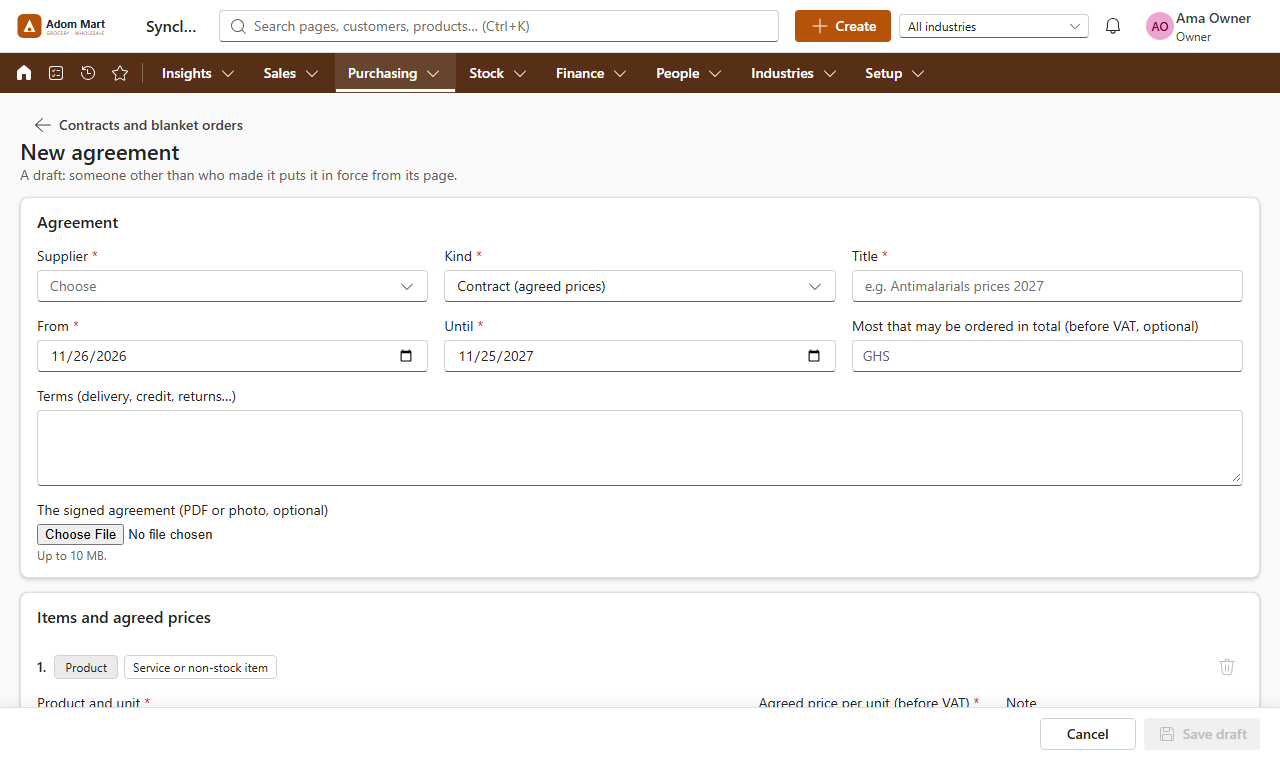 Adom Mart
GROCERY · WHOLESALE
Syncl...
Search pages, customers, products... (Ctrl+K)
Create
All industries
AO
Ama Owner
Owner
Insights
Sales
Purchasing
Stock
Finance
People
Industries
Setup
Contracts and blanket orders
New agreement
A draft: someone other than who made it puts it in force from its page.
Agreement
Supplier *
Kind *
Title *
Choose
Contract (agreed prices)
e.g. Antimalarials prices 2027
From *
Until *
Most that may be ordered in total (before VAT, optional)
11/26/2026
11/25/2027
GHS
Terms (delivery, credit, returns...)
The signed agreement (PDF or photo, optional)
Choose File No file chosen
Up to 10 MB.
Items and agreed prices
1. Product Service or non-stock item
Product and unit *
Agreed price per unit (before VAT) *
Note
Cancel
Save draft